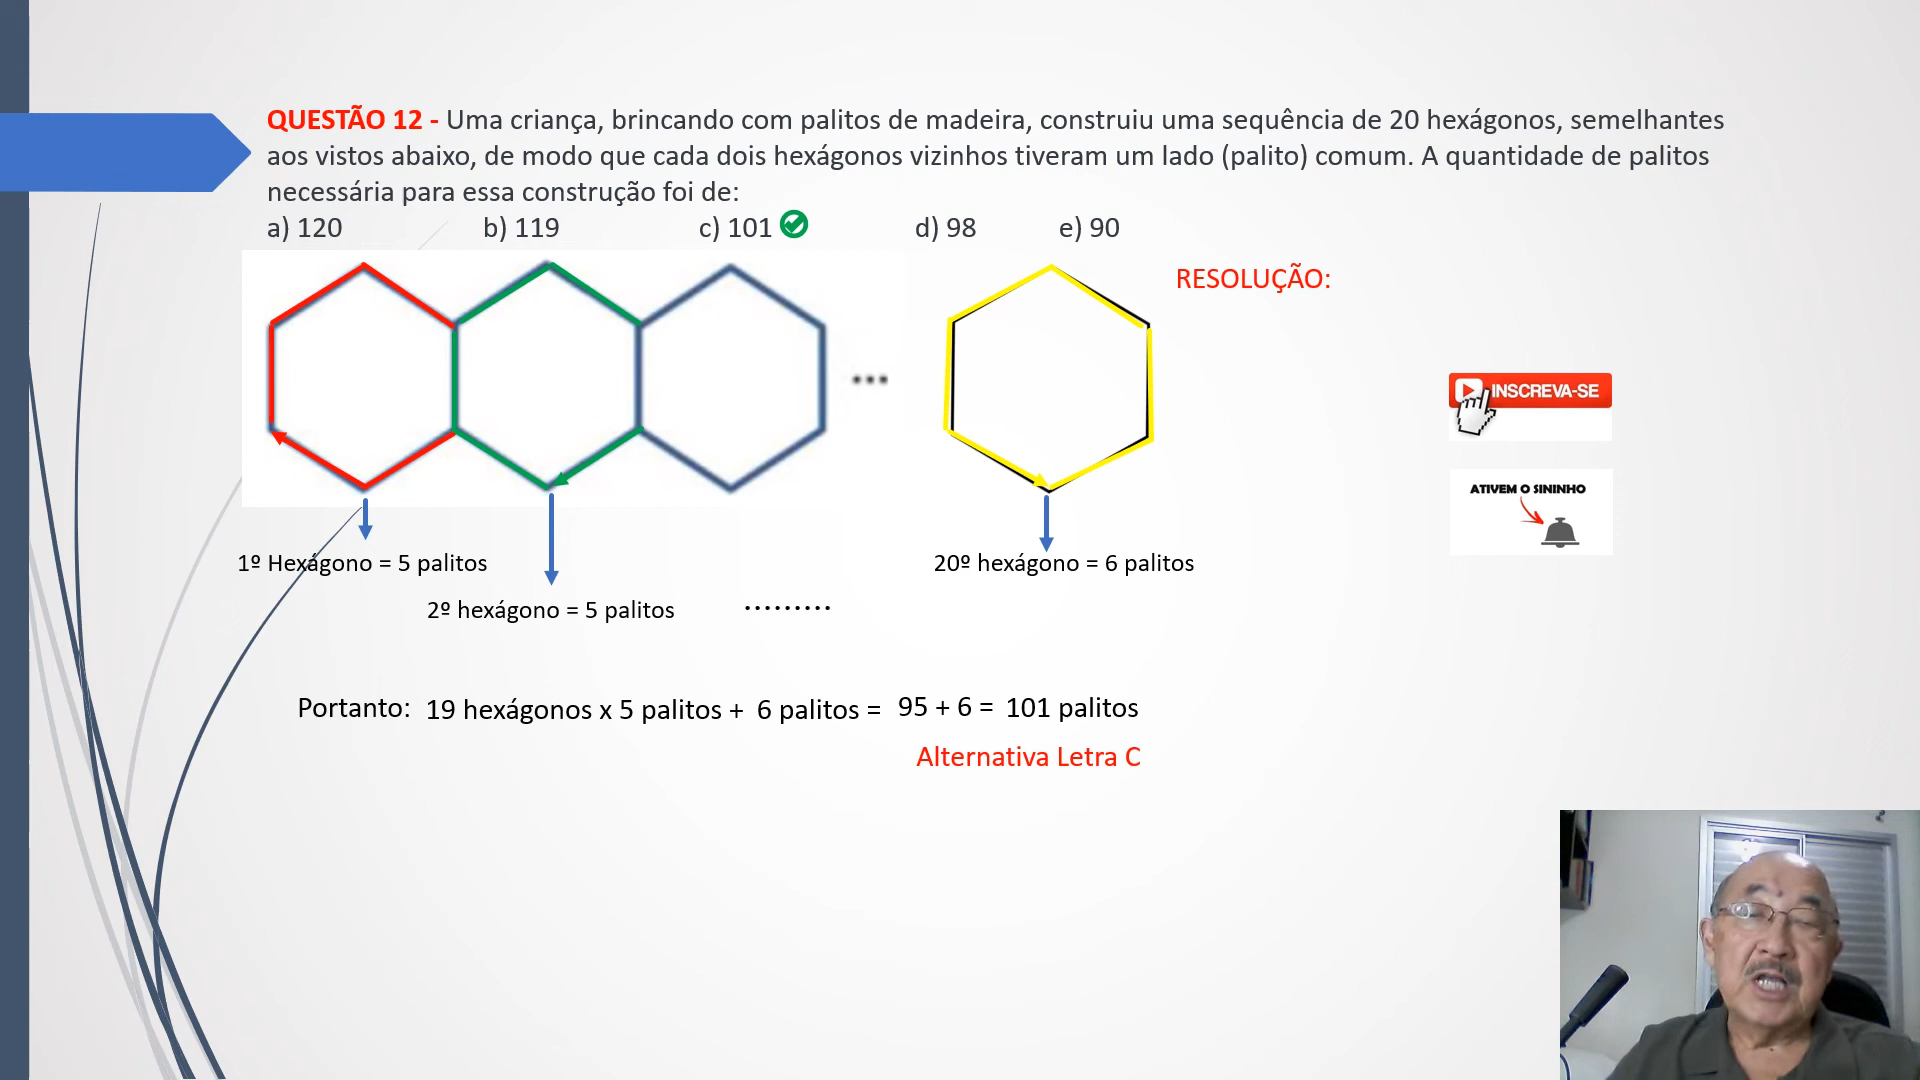 QUESTÃO 12 - Uma criança, brincando com palitos de madeira, construiu uma sequência de 20 hexágonos, semelhantes
aos vistos abaixo, de modo que cada dois hexágonos vizinhos tiveram um lado (palito) comum. A quantidade de palitos
necessária para essa construção foi de:
a) 120 b) 119 c) 101 d) 98 e) 90
RESOLUÇÃO:
...
INSCREVA-SE
ATIVEM O SININHO
1º Hexágono = 5 palitos
20º hexágono = 6 palitos
2º hexágono = 5 palitos .........
Portanto: 19 hexágonos x 5 palitos + 6 palitos = 95 + 6 = 101 palitos
Alternativa Letra C